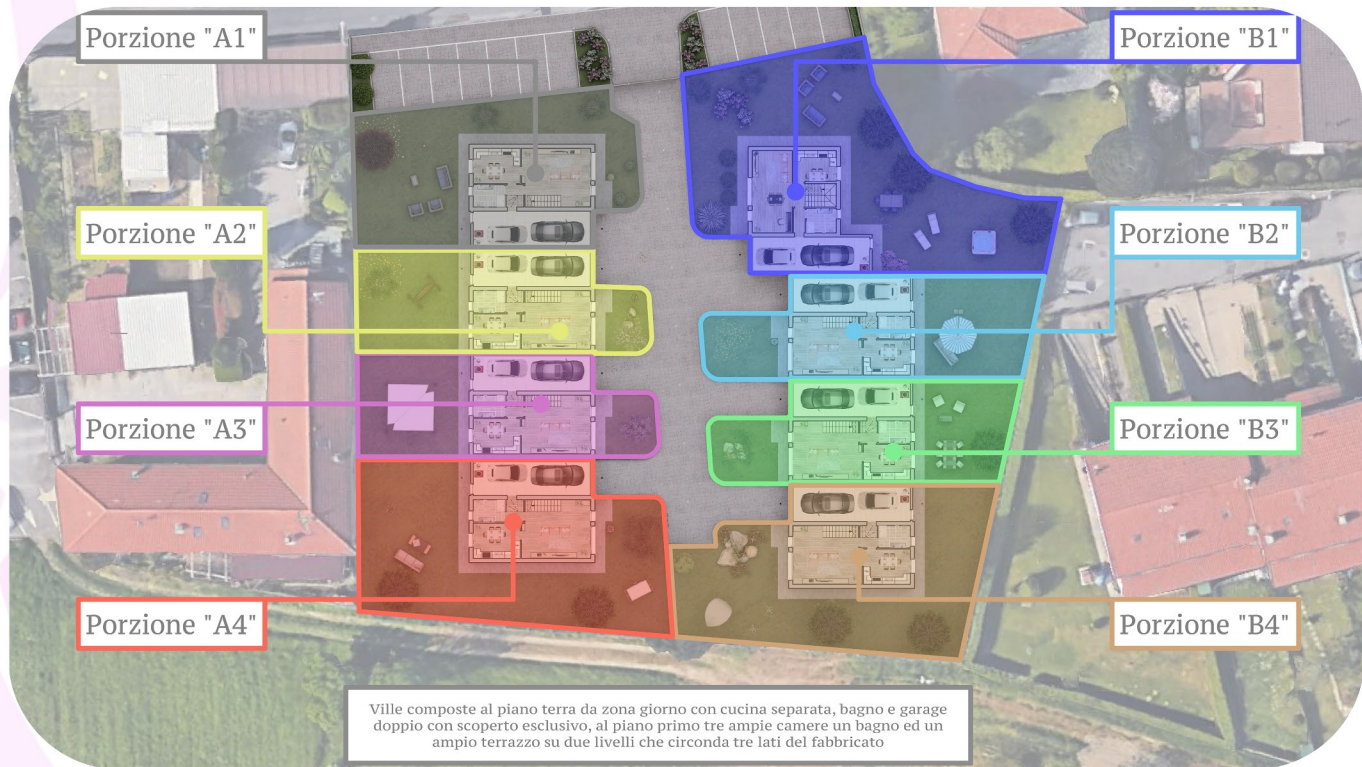 Porzione "A1"
Porzione "B1"
Porzione "A2"
Porzione "B2"
Porzione "A3"
Porzione "B3"
Porzione "A4"
Porzione "B4"
Ville composte al piano terra da zona giorno con cucina separata, bagno e garage
doppio con scoperto esclusivo, al piano primo tre ampie camere un bagno ed un
ampio terrazzo su due livelli che circonda tre lati del fabbricato